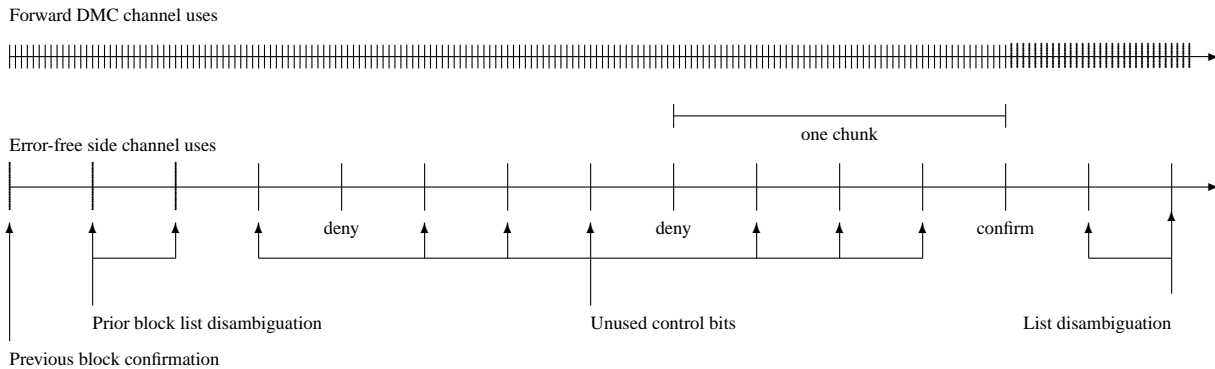 Forward DMC channel uses
one chunk
Error-free side channel uses
deny
deny
confirm
Prior block list disambiguation
Unused control bits
List disambiguation
Previous block confirmation